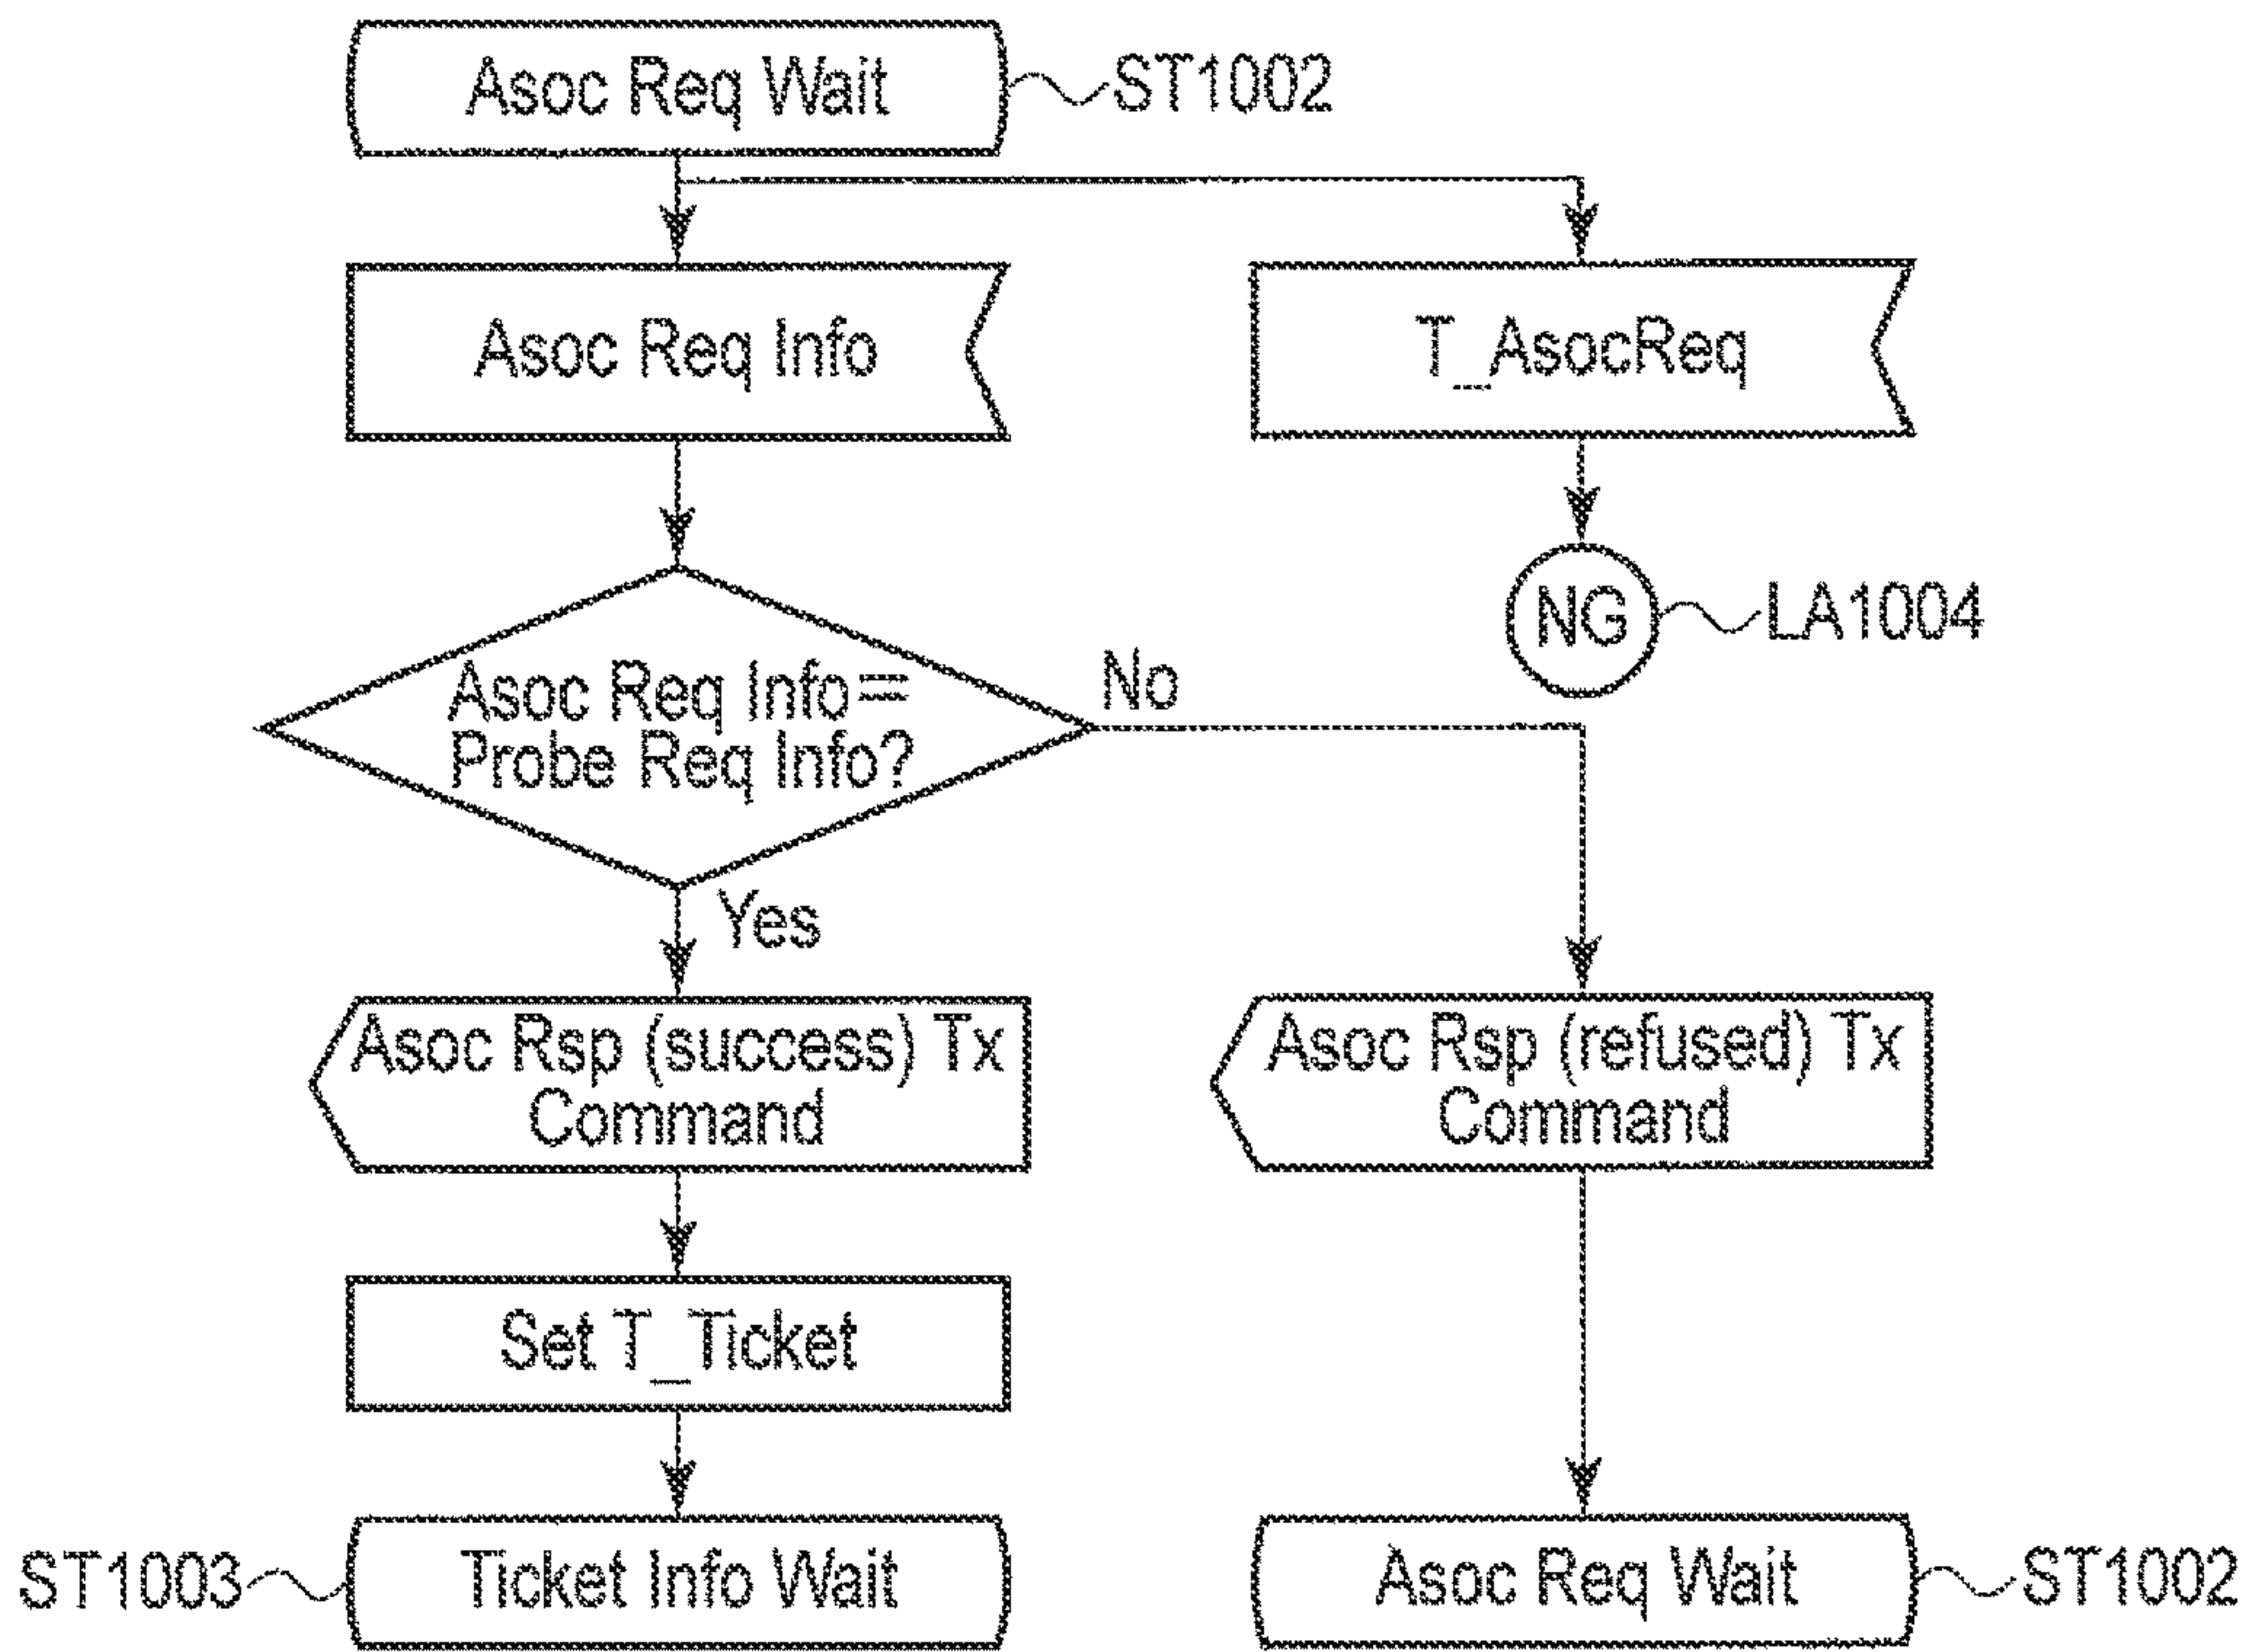 Asoc Req Wait
ST1002
Asoc Req Info
T_AsocReq
NG
LA1004
Asoc Req Info==
Probe Req Info?
No
Yes
Asoc Rsp (success) Tx
Command
Asoc Rsp (refused) Tx
Command
Set T_Ticket
ST1003
Ticket Info Wait
Asoc Req Wait
ST1002